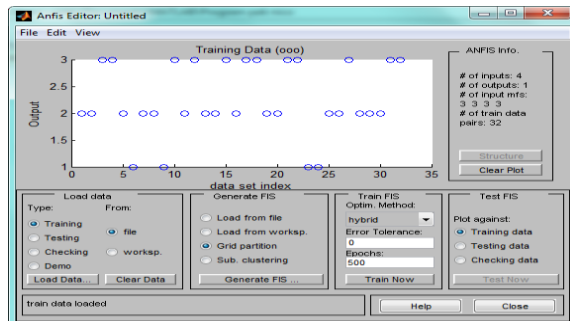 Anfis Editor: Untitled
File Edit View
Training Data (ooo)
3
2.5
2
1.5
1
Output
0 5 10 15 20 25 30 35
data set index
ANFIS Info.
# of inputs: 4
# of outputs: 1
# of input mfs:
3 3 3 3
# of train data
pairs: 32
Structure
Clear Plot
Load data
Type: From:
Training
file
Testing
Checking
worksp.
Demo
Load Data... Clear Data
Generate FIS
Load from file
Load from worksp.
Grid partition
Sub. clustering
Generate FIS ...
Train FIS
Optim. Method:
hybrid
Error Tolerance:
0
Epochs:
500
Train Now
Test FIS
Plot against:
Training data
Testing data
Checking data
Test Now
train data loaded
Help
Close